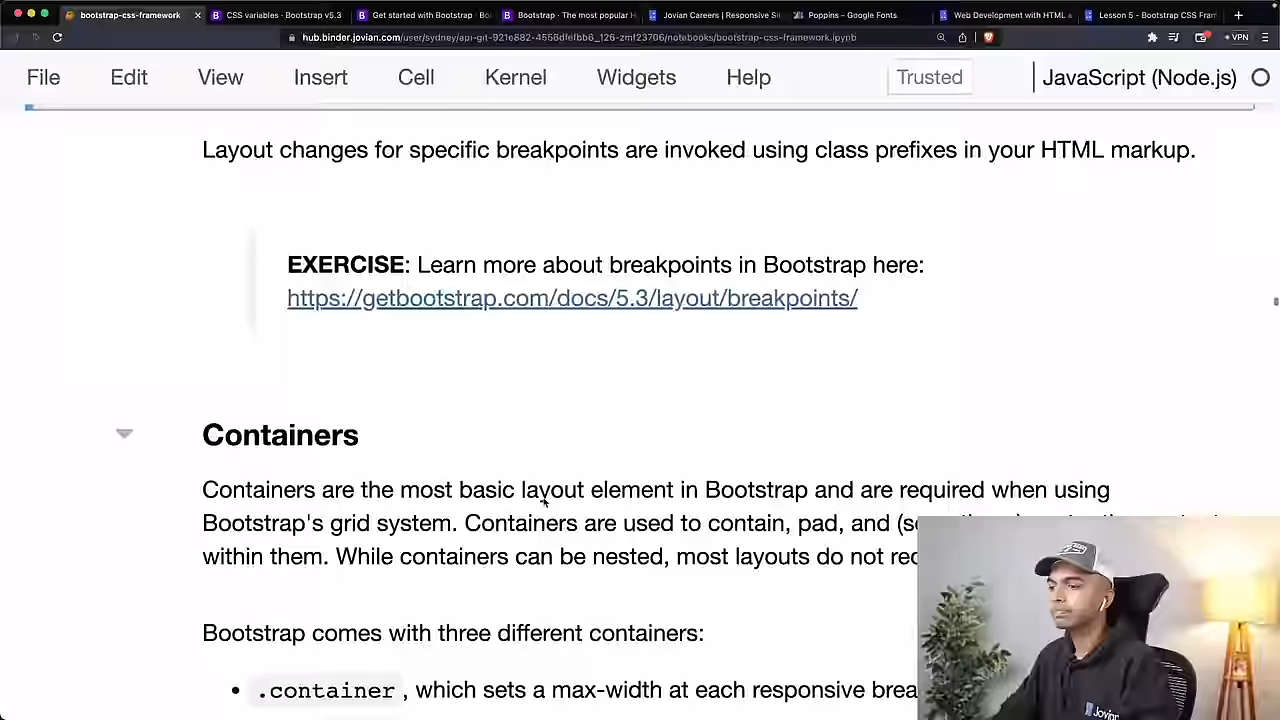 bootstrap-css-framework
CSS variables · Bootstrap v5.3
Get started with Bootstrap · Bo
Bootstrap · The most popular H
Jovian Careers | Responsive Si
Poppins – Google Fonts
Web Development with HTML a
Lesson 5 - Bootstrap CSS Fram
VPN
File
Edit
View
Insert
Cell
Kernel
Widgets
Help
Trusted
JavaScript (Node.js)
Layout changes for specific breakpoints are invoked using class prefixes in your HTML markup.
EXERCISE: Learn more about breakpoints in Bootstrap here:
https://getbootstrap.com/docs/5.3/layout/breakpoints/
Containers
Containers are the most basic layout element in Bootstrap and are required when using
Bootstrap's grid system. Containers are used to contain, pad, and
within them. While containers can be nested, most layouts do not
Bootstrap comes with three different containers:
• .container, which sets a max-width at each responsive